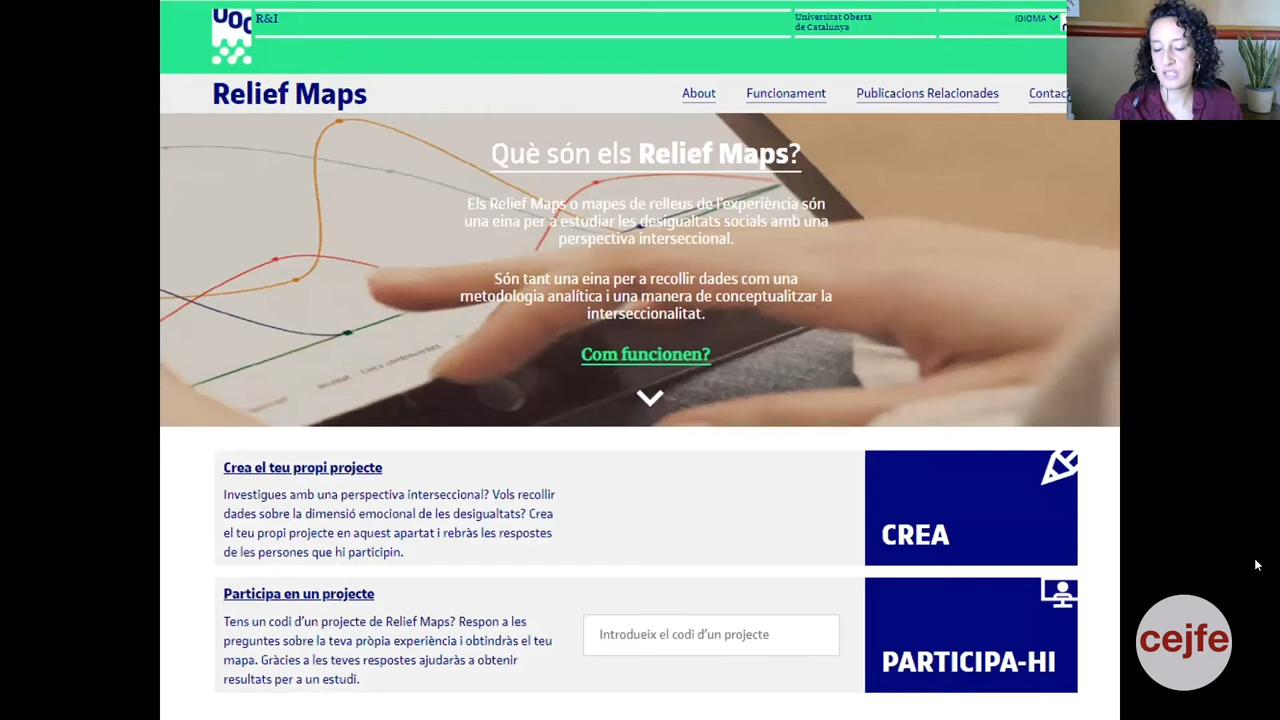 UOC
R&I
Universitat Oberta
de Catalunya
IDIOMA
Relief Maps
About
Funcionament
Publicacions Relacionades
Contac
Què són els Relief Maps?
Els Relief Maps o mapes de relleus de l'experiència són
una eina per a estudiar les desigualtats socials amb una
perspectiva interseccional.
Són tant una eina per a recollir dades com una
metodologia analítica i una manera de conceptualitzar la
interseccionalitat.
Com funcionen?
Crea el teu propi projecte
Investigues amb una perspectiva interseccional? Vols recollir
dades sobre la dimensió emocional de les desigualtats? Crea
el teu propi projecte en aquest apartat i rebràs les respostes
de les persones que hi participin.
CREA
Participa en un projecte
Tens un codi d'un projecte de Relief Maps? Respon a les
preguntes sobre la teva pròpia experiència i obtindràs el teu
mapa. Gràcies a les teves respostes ajudaràs a obtenir
resultats per a un estudi.
Introdueix el codi d'un projecte
PARTICIPA-HI
cejfe